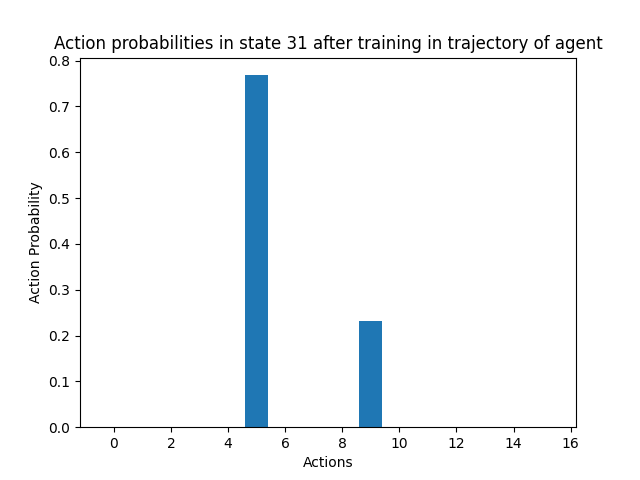 Action probabilities in state 31 after training in trajectory of agent
0.8
0.7
0.6
0.5
0.4
0.3
0.2
0.1
0.0
Action Probability
0 2 4 6 8 10 12 14 16
Actions